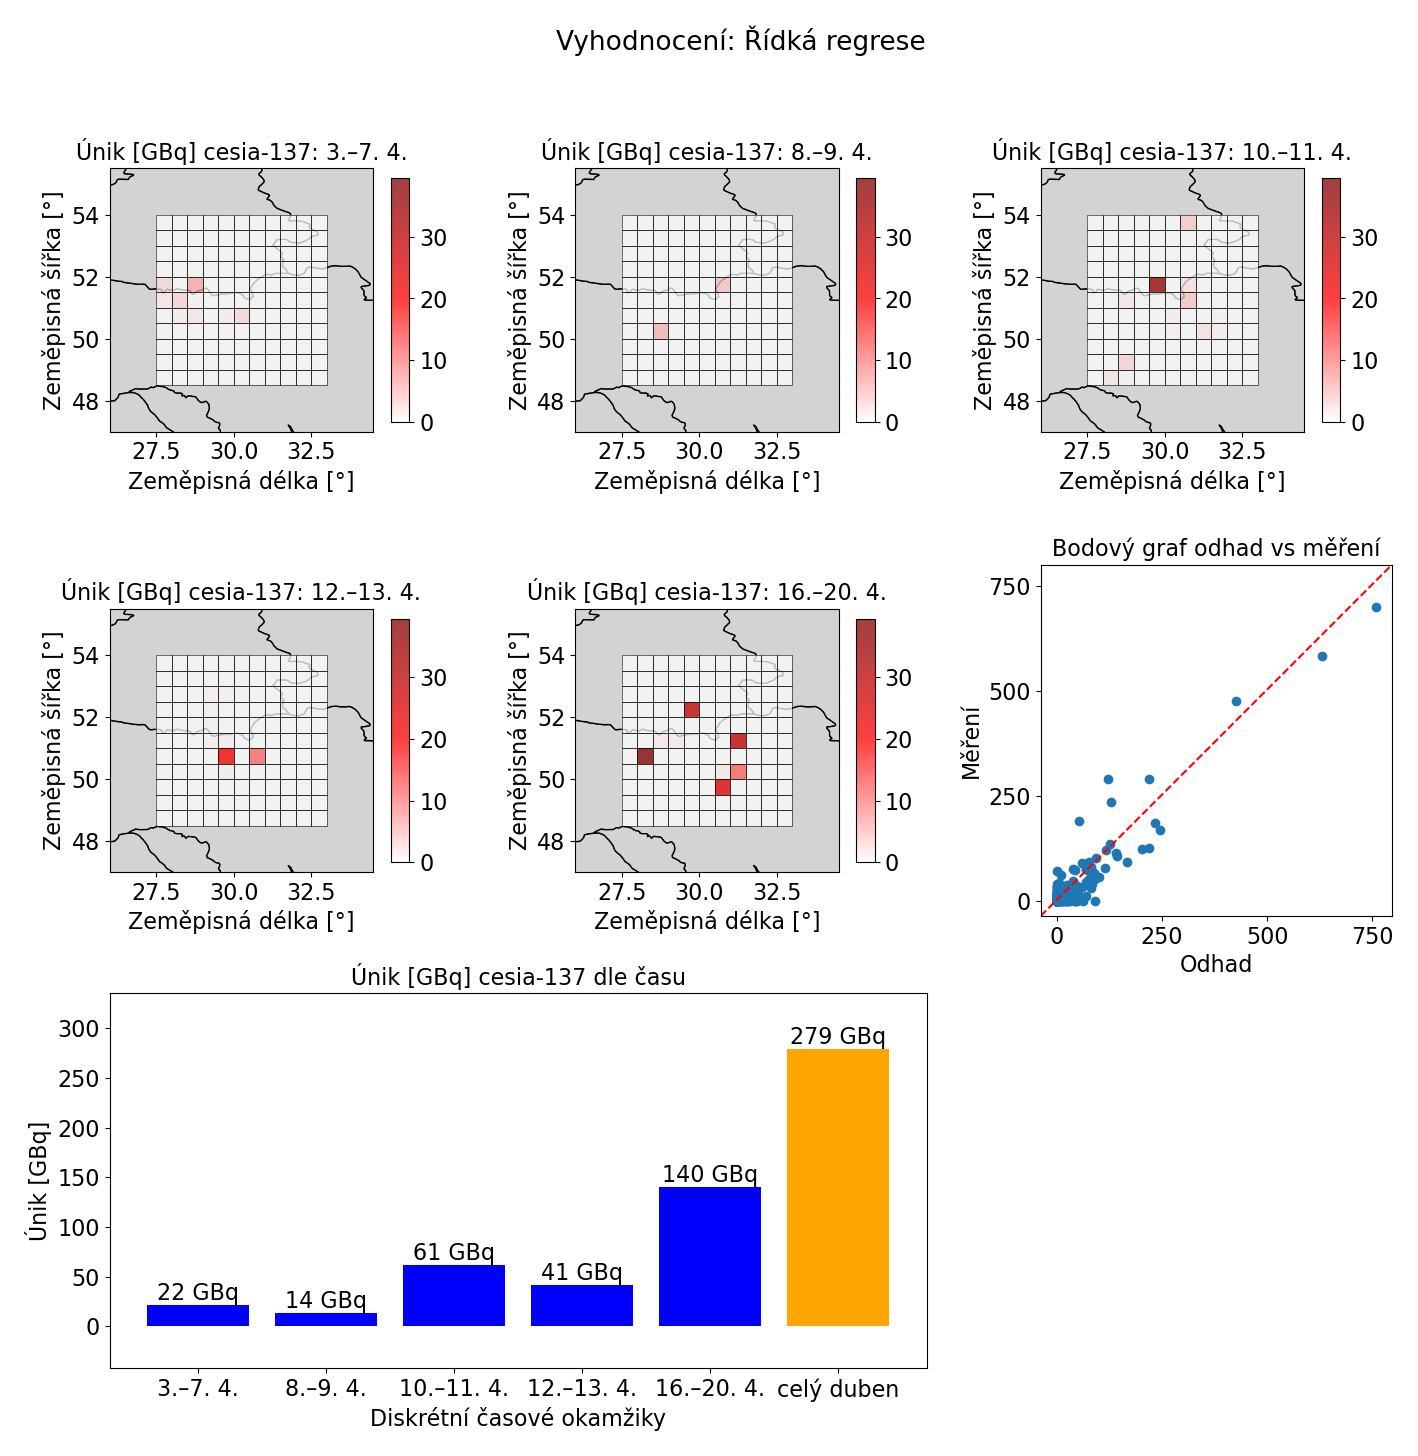 Vyhodnocení: Řídká regrese
Únik [GBq] cesia-137: 3.–7. 4.
Zeměpisná šířka [°]
54
52
50
48
27.5 30.0 32.5
Zeměpisná délka [°]
30
20
10
0
Únik [GBq] cesia-137: 8.–9. 4.
Zeměpisná šířka [°]
54
52
50
48
27.5 30.0 32.5
Zeměpisná délka [°]
30
20
10
0
Únik [GBq] cesia-137: 10.–11. 4.
Zeměpisná šířka [°]
54
52
50
48
27.5 30.0 32.5
Zeměpisná délka [°]
30
20
10
0
Únik [GBq] cesia-137: 12.–13. 4.
Zeměpisná šířka [°]
54
52
50
48
27.5 30.0 32.5
Zeměpisná délka [°]
30
20
10
0
Únik [GBq] cesia-137: 16.–20. 4.
Zeměpisná šířka [°]
54
52
50
48
27.5 30.0 32.5
Zeměpisná délka [°]
30
20
10
0
Bodový graf odhad vs měření
Měření
750
500
250
0
0 250 500 750
Odhad
Únik [GBq] cesia-137 dle času
Únik [GBq]
300
250
200
150
100
50
0
22 GBq
14 GBq
61 GBq
41 GBq
140 GBq
279 GBq
3.–7. 4. 8.–9. 4. 10.–11. 4. 12.–13. 4. 16.–20. 4. celý duben
Diskrétní časové okamžiky